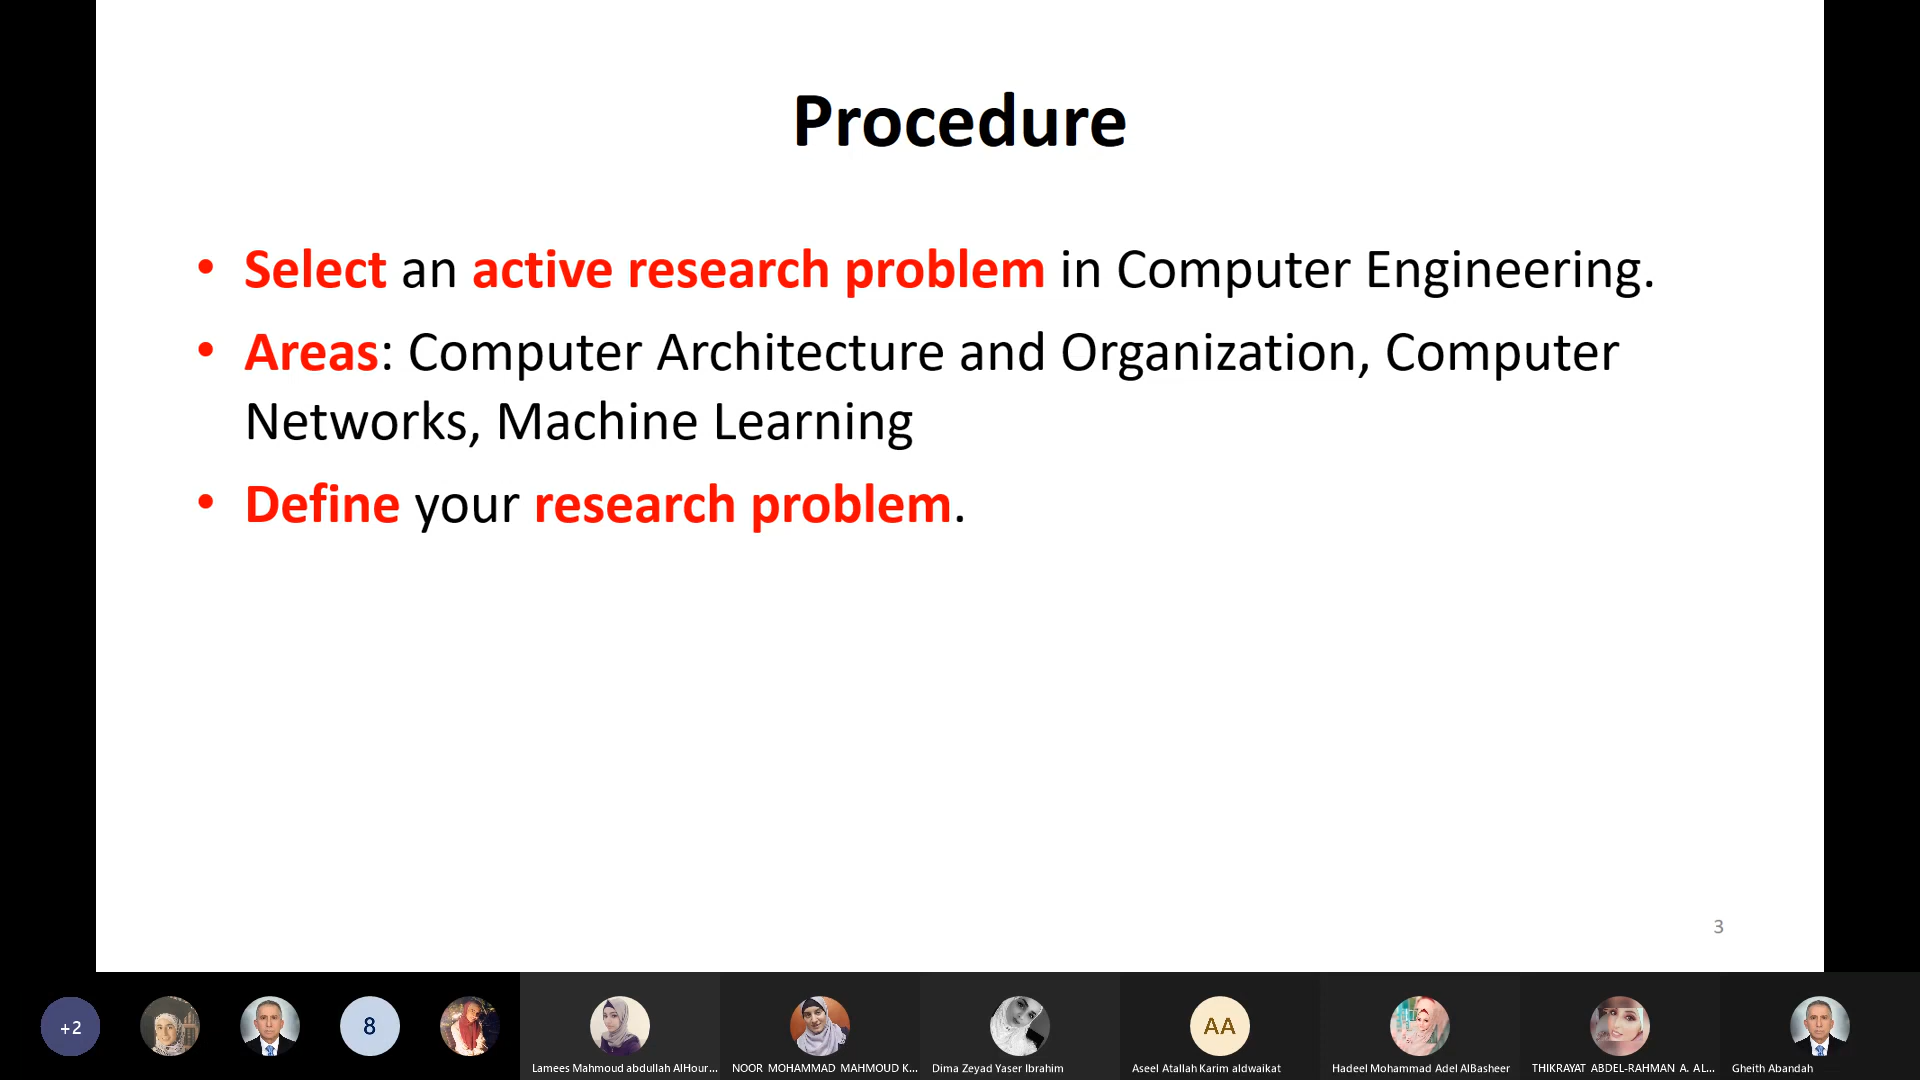 Procedure
• Select an active research problem in Computer Engineering.
• Areas: Computer Architecture and Organization, Computer
Networks, Machine Learning
• Define your research problem.
3
+2
8
AA
Lamees Mahmoud abdullah AlHour...
NOOR MOHAMMAD MAHMOUD K...
Dima Zeyad Yaser Ibrahim
Aseel Atallah Karim aldwaikat
Hadeel Mohammad Adel AlBasheer
THIKRAYAT ABDEL-RAHMAN A. AL...
Gheith Abandah